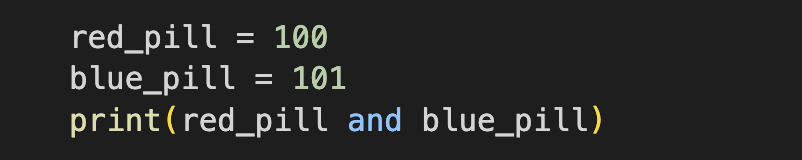 red_pill = 100
blue_pill = 101
print(red_pill and blue_pill)